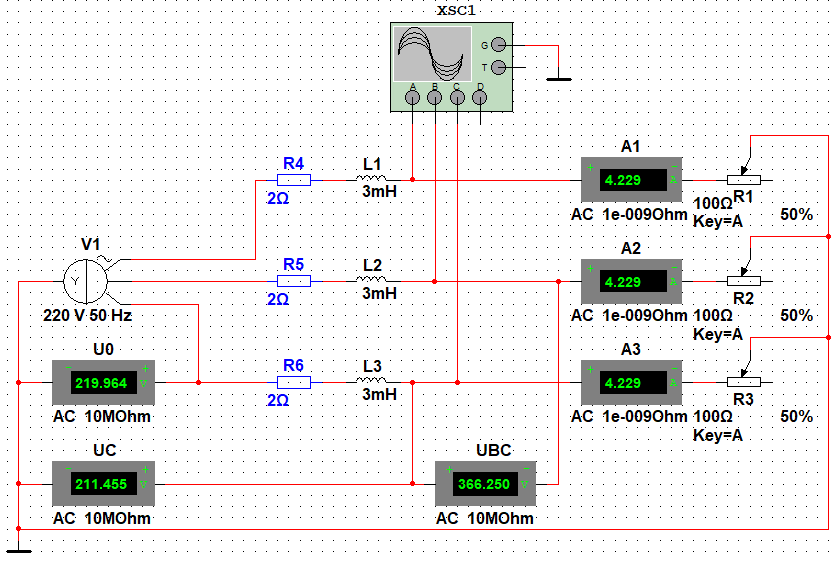 XSC1
G
T
A B C D
R4
2Ω
L1
3mH
A1
+ -
4.229 A
AC 1e-009Ohm
R1
100Ω
Key=A
50%
V1
Y
220 V 50 Hz
R5
2Ω
L2
3mH
A2
+ -
4.229 A
AC 1e-009Ohm
R2
100Ω
Key=A
50%
U0
- +
219.964 V
AC 10MOhm
R6
2Ω
L3
3mH
A3
+ -
4.229 A
AC 1e-009Ohm
R3
100Ω
Key=A
50%
UC
- +
211.455 V
AC 10MOhm
UBC
+ -
366.250 V
AC 10MOhm